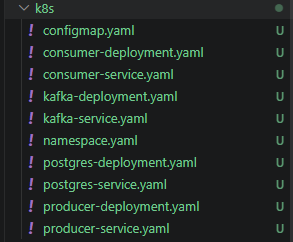 k8s
! configmap.yaml U
! consumer-deployment.yaml U
! consumer-service.yaml U
! kafka-deployment.yaml U
! kafka-service.yaml U
! namespace.yaml U
! postgres-deployment.yaml U
! postgres-service.yaml U
! producer-deployment.yaml U
! producer-service.yaml U